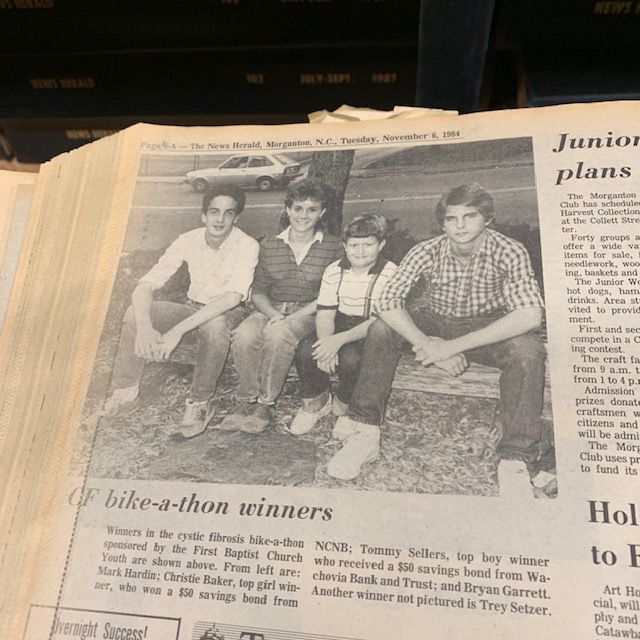 NEWS HERALD
NEWS HERALD
JULY-SEPT. 1987
NEWS HERALD
NEWS HERALD
— The News Herald, Morganton, N.C., Tuesday, November 6, 1984
CF bike-a-thon winners
Winners in the cystic fibrosis bike-a-thon
sponsored by the First Baptist Church
Youth are shown above. From left are:
Mark Hardin; Christie Baker, top girl win-
ner, who won a $50 savings bond from
NCNB; Tommy Sellers, top boy winner
who received a $50 savings bond from Wa-
chovia Bank and Trust; and Bryan Garrett.
Another winner not pictured is Trey Setzer.
Overnight Success!
Junior
plans
The Morganton
Club has scheduled
Harvest Collection
at the Collett Stre
ter.
Forty groups a
offer a wide va
items for sale, i
needlework, woo
ing, baskets and
The Junior Wo
hot dogs, ham
drinks. Area st
vited to provid
ment.
First and sec
compete in a C
ing contest.
The craft fa
from 9 a.m. t
from 1 to 4 p.
Admission
prizes donate
craftsmen w
citizens and
will be admi
The Morg
Club uses pr
to fund its
Hol
to
Art Ho
cial, will
phy and
Catawb